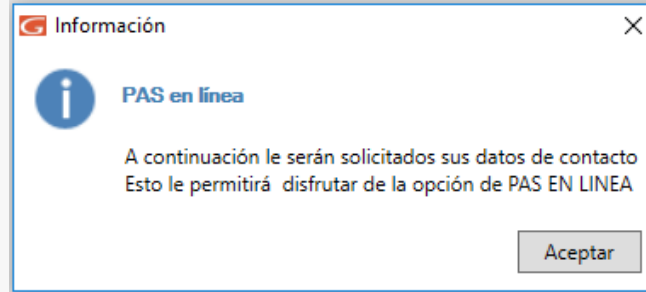 Información
PAS en línea
A continuación le serán solicitados sus datos de contacto
Esto le permitirá disfrutar de la opción de PAS EN LINEA
Aceptar